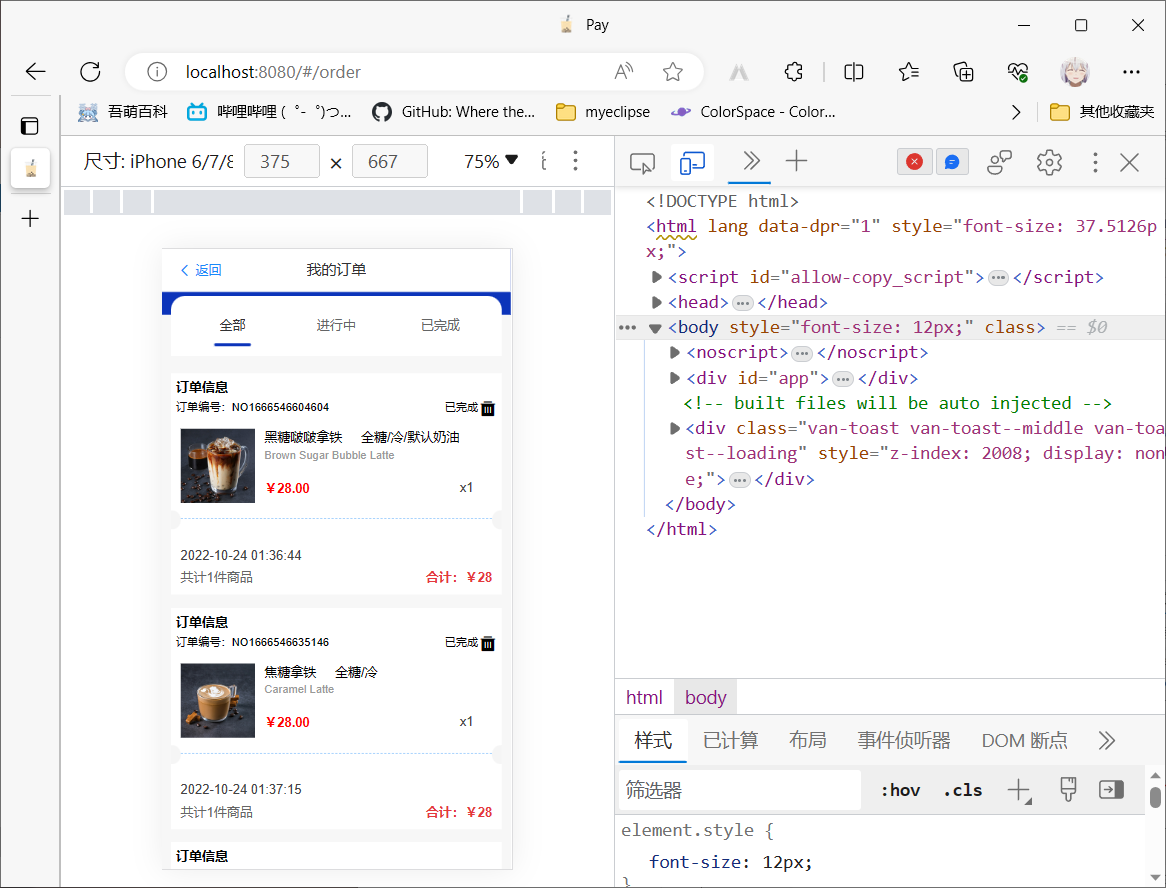 Pay
localhost:8080/#/order
吾萌百科
哔哩哔哩 ( ゜- ゜)つ...
GitHub: Where the...
myeclipse
ColorSpace - Color...
其他收藏夹
尺寸: iPhone 6/7/8
375
×
667
75%
返回
我的订单
全部
进行中
已完成
订单信息
订单编号：NO1666546604604
已完成
黑糖啵啵拿铁 全糖/冷/默认奶油
Brown Sugar Bubble Latte
￥28.00
x1
2022-10-24 01:36:44
共计1件商品
合计：￥28
订单信息
订单编号：NO1666546635146
已完成
焦糖拿铁 全糖/冷
Caramel Latte
￥28.00
x1
2022-10-24 01:37:15
共计1件商品
合计：￥28
订单信息
<!DOCTYPE html>
<html lang data-dpr="1" style="font-size: 37.5126p
x;">
<script id="allow-copy_script">…</script>
<head>…</head>
<body style="font-size: 12px;" class> == $0
<noscript>…</noscript>
<div id="app">…</div>
<!-- built files will be auto injected -->
<div class="van-toast van-toast--middle van-toa
st--loading" style="z-index: 2008; display: non
e;">…</div>
</body>
</html>
html
body
样式
已计算
布局
事件侦听器
DOM 断点
筛选器
:hov
.cls
element.style {
font-size: 12px;
}